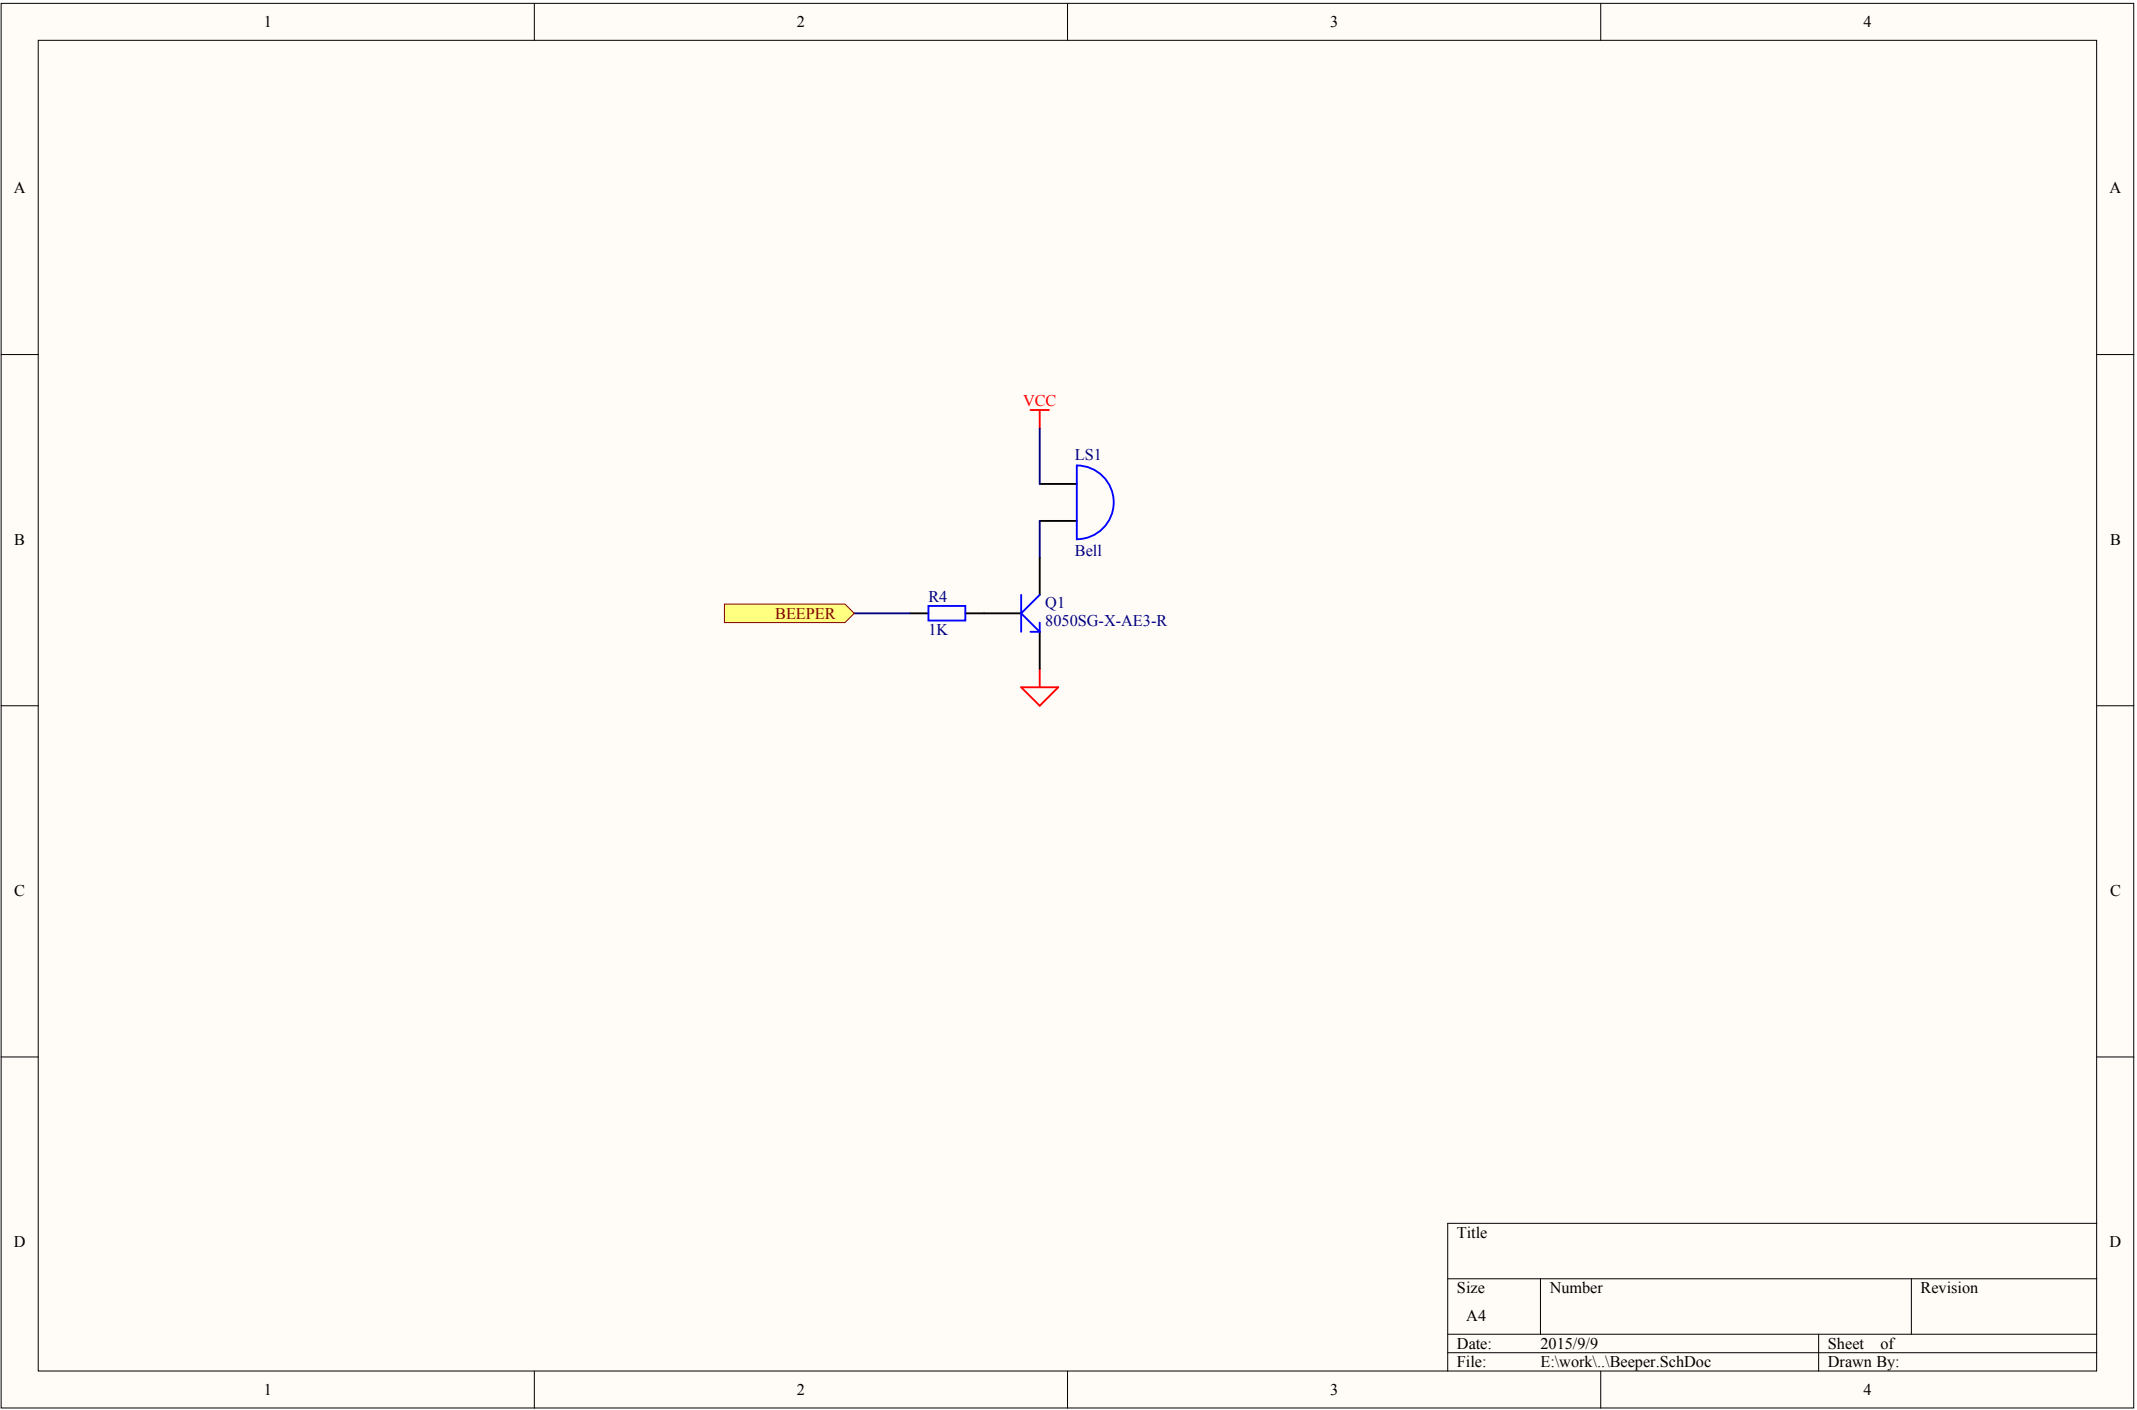 1 2 3 4
A A
VCC
LS1
B B
Bell
BEEPER
R4
1K
Q1
8050SG-X-AE3-R
C C
D D
Title
Size Number Revision
A4
Date: 2015/9/9 Sheet of
File: E:\work\..\Beeper.SchDoc Drawn By:
1 2 3 4